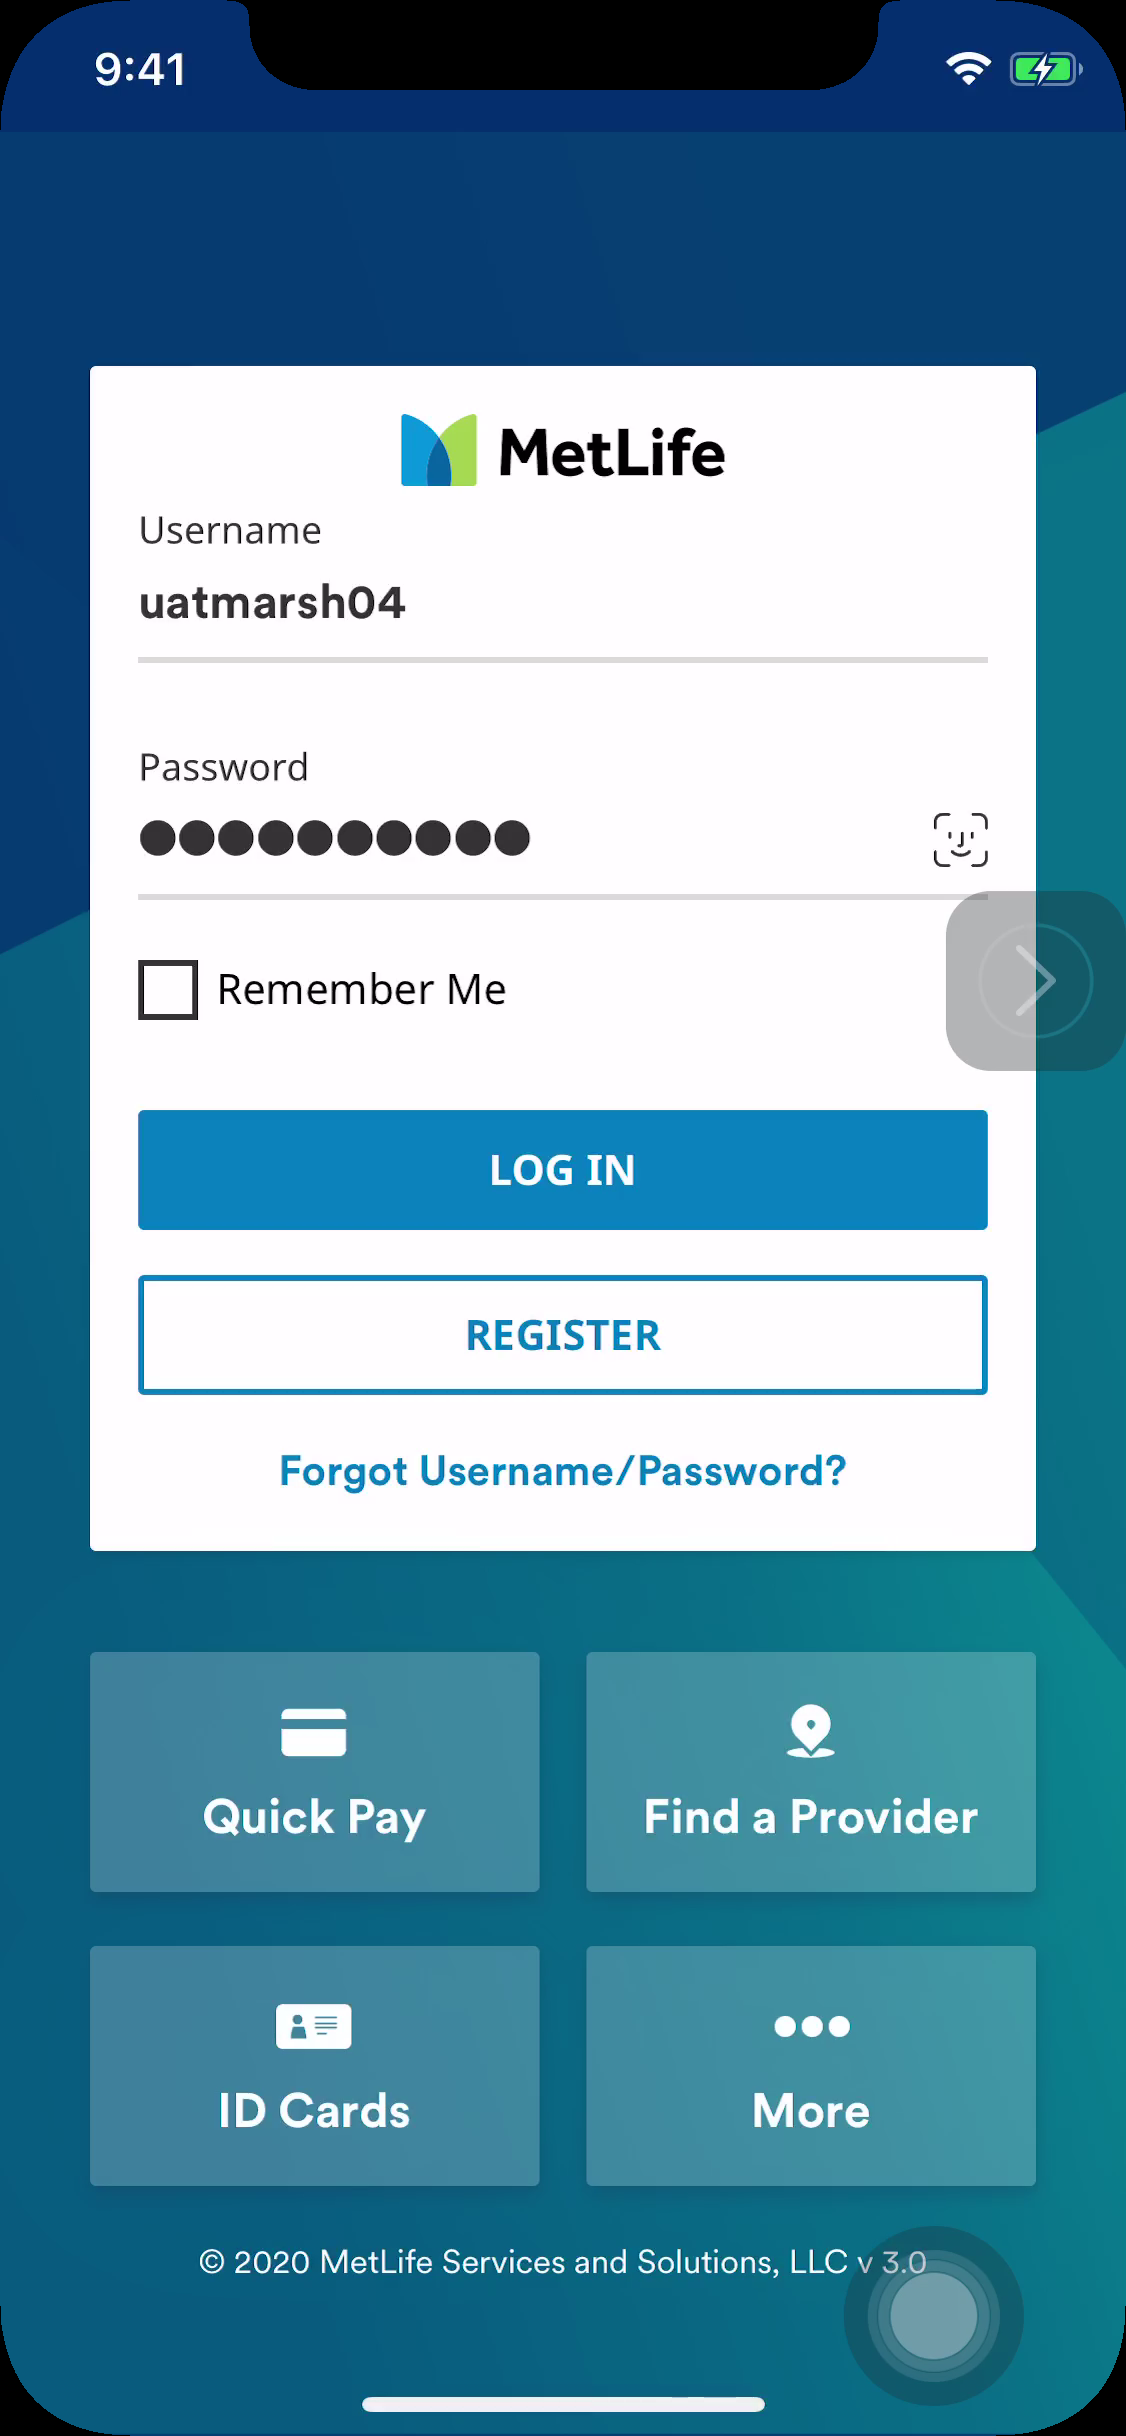 9:41
MetLife
Username
uatmarsh04
Password
Remember Me
LOG IN
REGISTER
Forgot Username/Password?
Quick Pay
Find a Provider
ID Cards
More
© 2020 MetLife Services and Solutions, LLC v 3.0